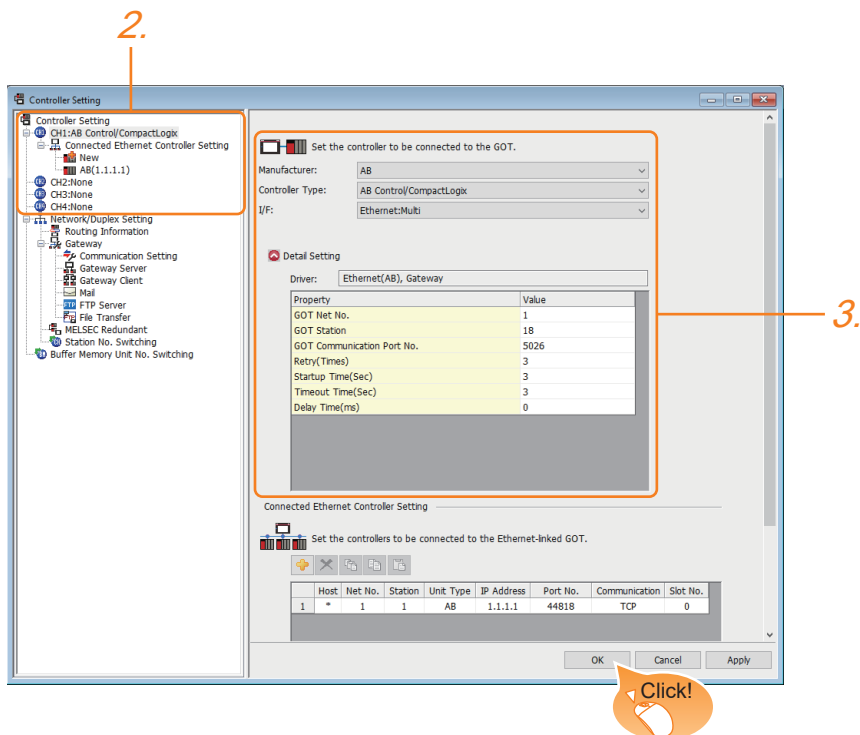 2.
Controller Setting
Controller Setting
CH1:AB Control/CompactLogix
Connected Ethernet Controller Setting
New
AB(1.1.1.1)
CH2:None
CH3:None
CH4:None
Network/Duplex Setting
Routing Information
Gateway
Communication Setting
Gateway Server
Gateway Client
Mail
FTP Server
File Transfer
MELSEC Redundant
Station No. Switching
Buffer Memory Unit No. Switching
Set the controller to be connected to the GOT.
Manufacturer: AB
Controller Type: AB Control/CompactLogix
I/F: Ethernet:Multi
Detail Setting
Driver: Ethernet(AB), Gateway
Property Value
GOT Net No. 1
GOT Station 18
GOT Communication Port No. 5026
Retry(Times) 3
Startup Time(Sec) 3
Timeout Time(Sec) 3
Delay Time(ms) 0
3.
Connected Ethernet Controller Setting
Set the controllers to be connected to the Ethernet-linked GOT.
Host Net No. Station Unit Type IP Address Port No. Communication Slot No.
1 * 1 1 AB 1.1.1.1 44818 TCP 0
OK Cancel Apply
Click!